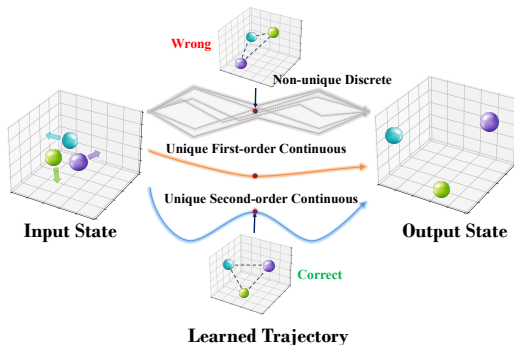 Wrong
Non-unique Discrete
Unique First-order Continuous
Unique Second-order Continuous
Input State
Output State
Correct
Learned Trajectory